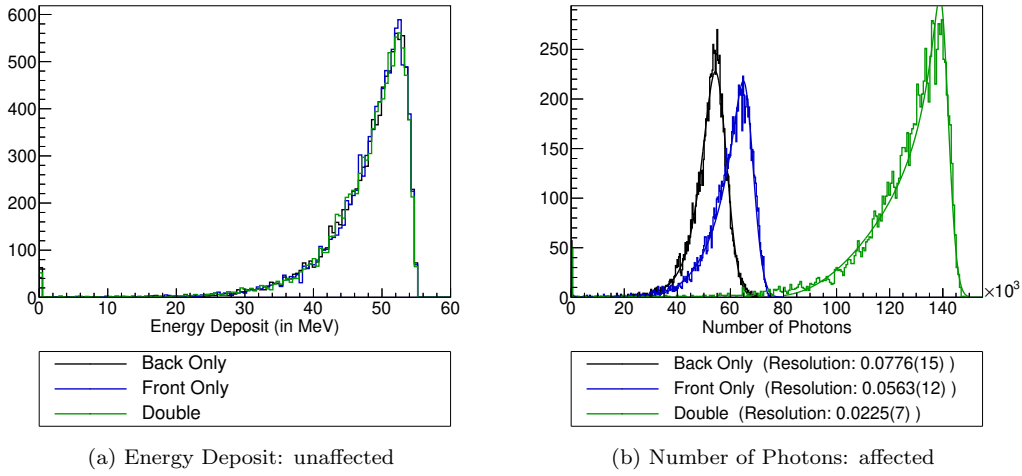 600
500
400
300
200
100
0
0 10 20 30 40 50 60
Energy Deposit (in MeV)
Back Only
Front Only
Double
(a) Energy Deposit: unaffected
250
200
150
100
50
0
0 20 40 60 80 100 120 140
×10³
Number of Photons
Back Only (Resolution: 0.0776(15) )
Front Only (Resolution: 0.0563(12) )
Double (Resolution: 0.0225(7) )
(b) Number of Photons: affected